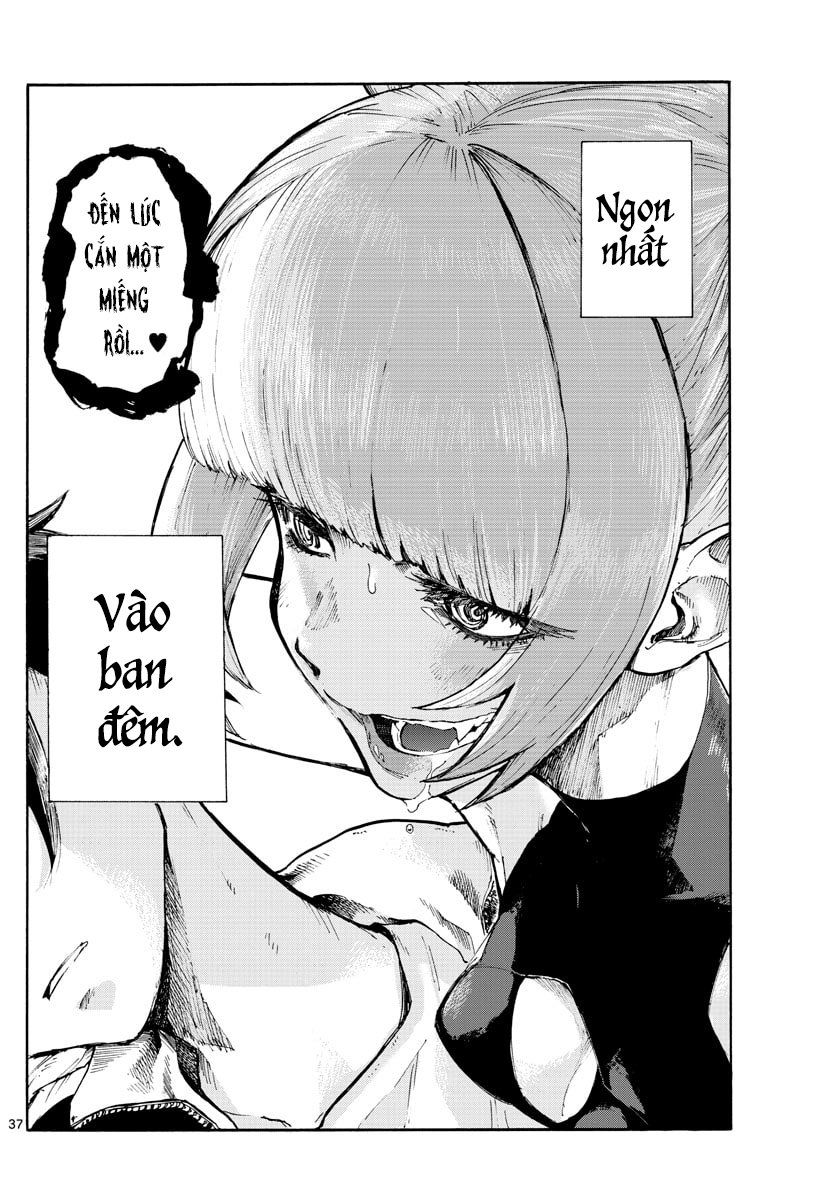 Ngon
nhất
ĐẾN LÚC
CẮN MỘT
MIẾNG
RỒI... ♥
Vào
ban
đêm.
37